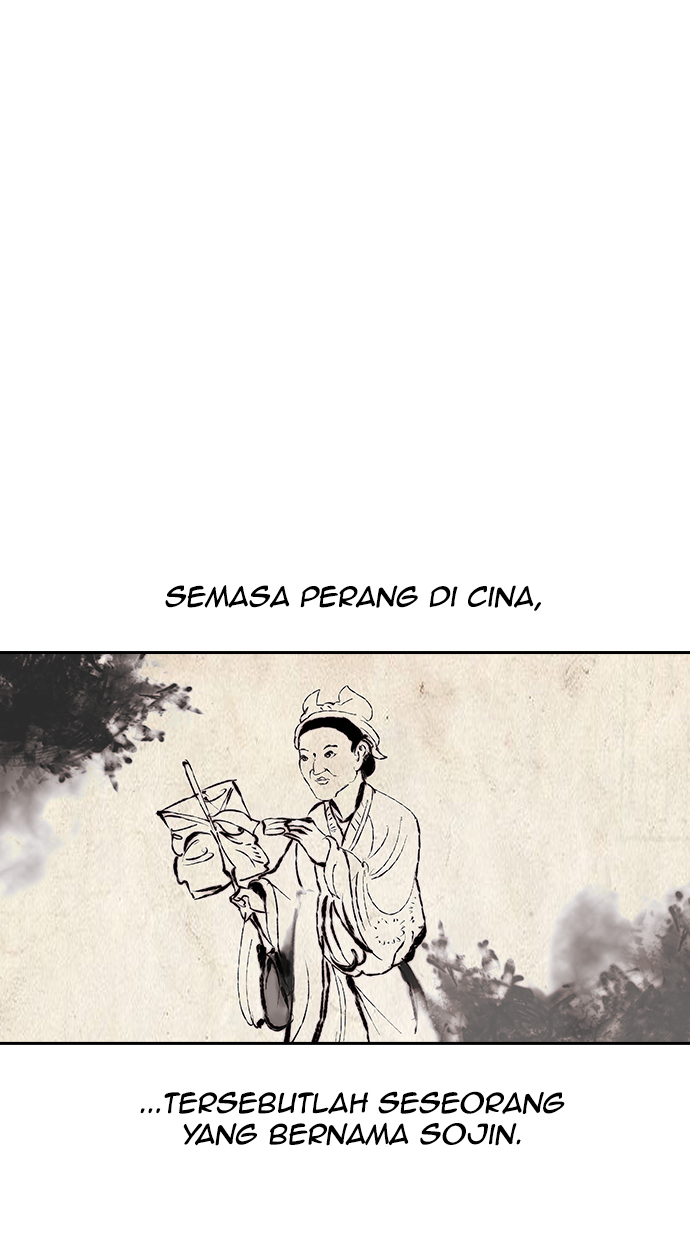 SEMASA PERANG DI CINA,
...TERSEBUTLAH SESEORANG
YANG BERNAMA SOJIN.